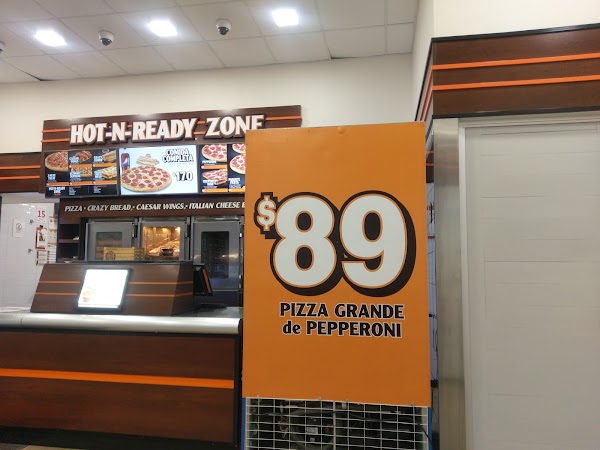 HOT-N-READY ZONE
COMIDA
COMPLETA
$170
PIZZA • CRAZY BREAD • CAESAR WINGS • ITALIAN CHEESE B
15
$89
PIZZA GRANDE
de PEPPERONI